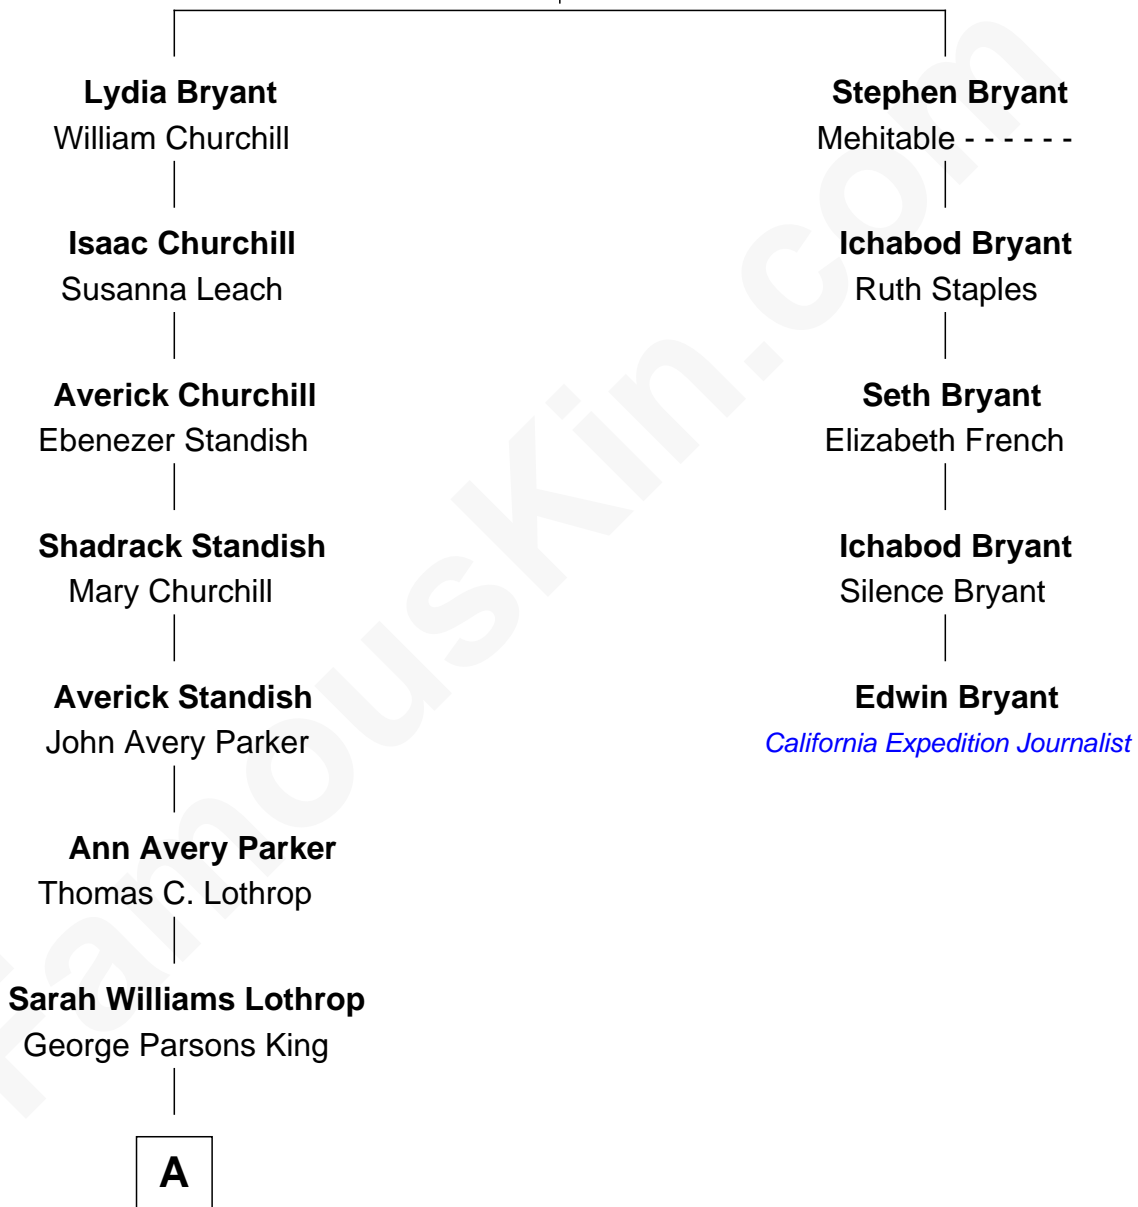 Lydia Bryant
William Churchill
Stephen Bryant
Mehitable - - - - - -
Isaac Churchill
Susanna Leach
Ichabod Bryant
Ruth Staples
Averick Churchill
Ebenezer Standish
Seth Bryant
Elizabeth French
Shadrack Standish
Mary Churchill
Ichabod Bryant
Silence Bryant
Averick Standish
John Avery Parker
Edwin Bryant
California Expedition Journalist
Ann Avery Parker
Thomas C. Lothrop
Sarah Williams Lothrop
George Parsons King
A
FamousKin.com